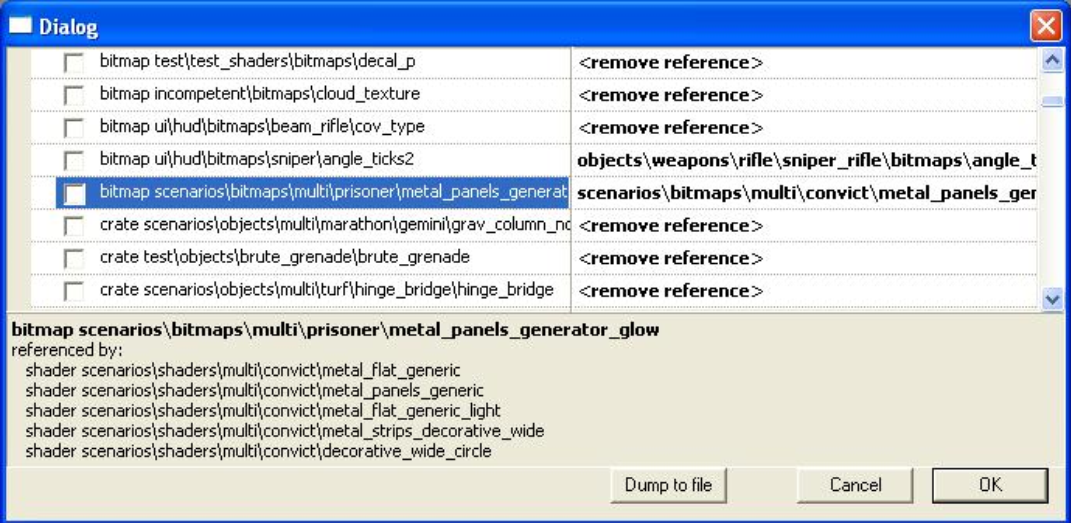 Dialog
bitmap test\test_shaders\bitmaps\decal_p <remove reference>
bitmap incompetent\bitmaps\cloud_texture <remove reference>
bitmap ui\hud\bitmaps\beam_rifle\cov_type <remove reference>
bitmap ui\hud\bitmaps\sniper\angle_ticks2 objects\weapons\rifle\sniper_rifle\bitmaps\angle_t
bitmap scenarios\bitmaps\multi\prisoner\metal_panels_generat scenarios\bitmaps\multi\convict\metal_panels_ger
crate scenarios\objects\multi\marathon\gemini\grav_column_no <remove reference>
crate test\objects\brute_grenade\brute_grenade <remove reference>
crate scenarios\objects\multi\turf\hinge_bridge\hinge_bridge <remove reference>
bitmap scenarios\bitmaps\multi\prisoner\metal_panels_generator_glow
referenced by:
shader scenarios\shaders\multi\convict\metal_flat_generic
shader scenarios\shaders\multi\convict\metal_panels_generic
shader scenarios\shaders\multi\convict\metal_flat_generic_light
shader scenarios\shaders\multi\convict\metal_strips_decorative_wide
shader scenarios\shaders\multi\convict\decorative_wide_circle
Dump to file Cancel OK